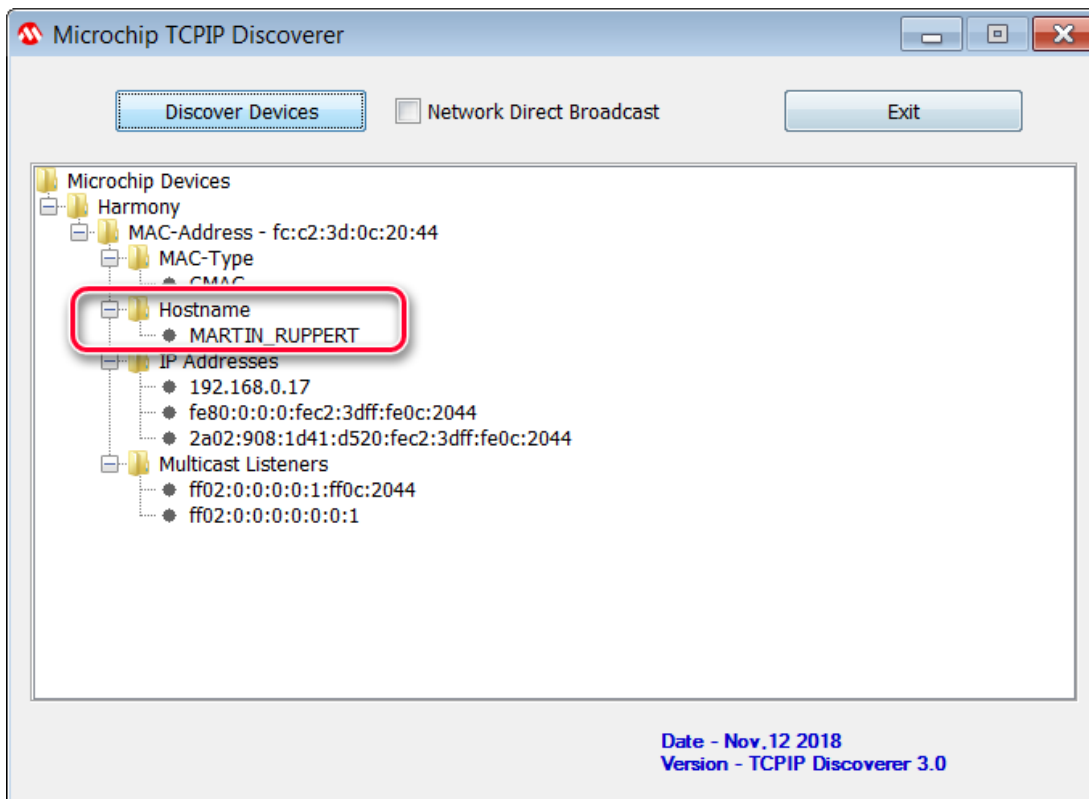 Microchip TCPIP Discoverer
Discover Devices Network Direct Broadcast Exit
Microchip Devices
Harmony
MAC-Address - fc:c2:3d:0c:20:44
MAC-Type
GMAC
Hostname
MARTIN_RUPPERT
IP Addresses
192.168.0.17
fe80:0:0:0:fec2:3dff:fe0c:2044
2a02:908:1d41:d520:fec2:3dff:fe0c:2044
Multicast Listeners
ff02:0:0:0:0:1:ff0c:2044
ff02:0:0:0:0:0:0:1
Date - Nov,12 2018
Version - TCPIP Discoverer 3.0